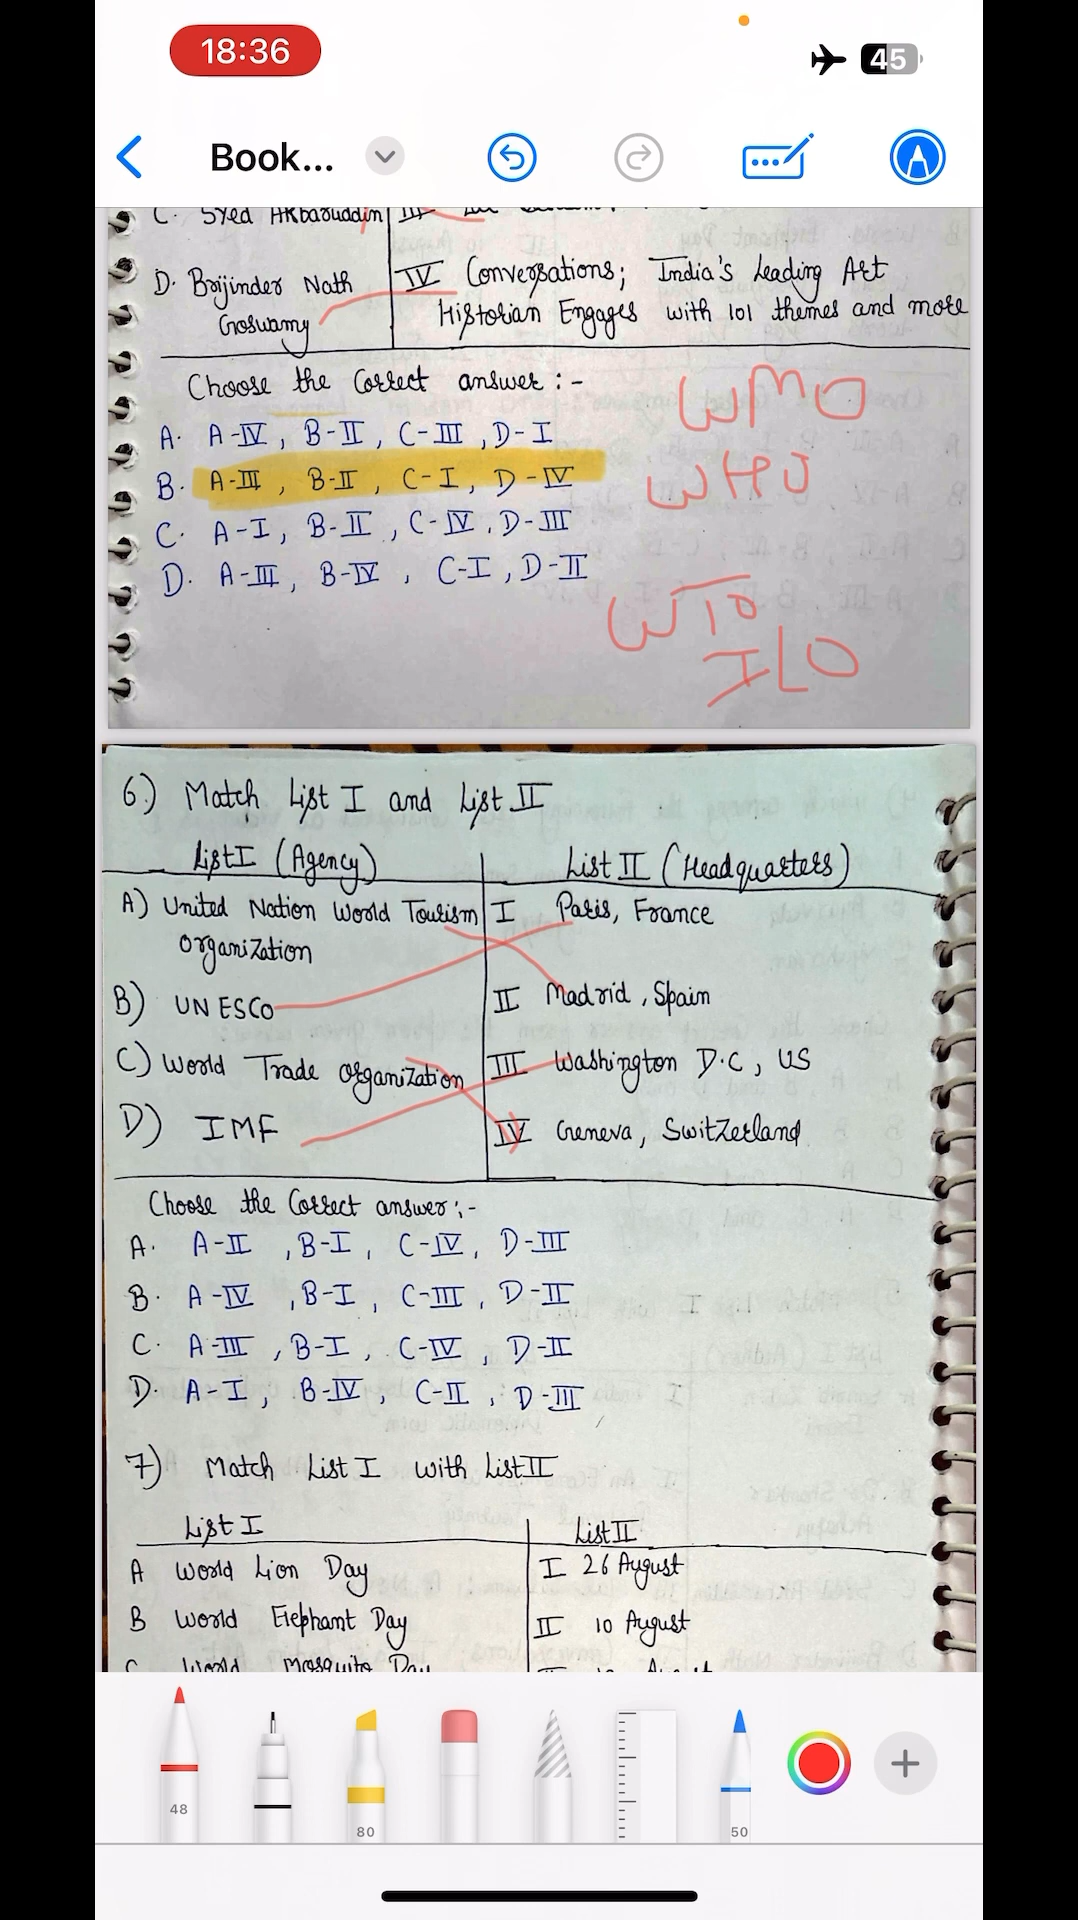 18:36
45
Book...
C. Syed Akbaruddin III
D. Brijinder Nath Goswamy
IV Conversations; India's Leading Art Historian Engages with 101 themes and more
Choose the Correct answer :-
A. A-IV, B-II, C-III, D-I
B. A-III, B-II, C-I, D-IV
C. A-I, B-II, C-IV, D-III
D. A-III, B-IV, C-I, D-II
WMO
WTO
ILO
6.) Match List I and List II
List I (Agency) List II (Headquarters)
A) United Nation World Tourism Organization I Paris, France
B) UNESCO II Madrid, Spain
C) World Trade Organization III Washington D.C, US
D) IMF IV Geneva, Switzerland
Choose the Correct answer :-
A. A-II, B-I, C-IV, D-III
B. A-IV, B-I, C-III, D-II
C. A-III, B-I, C-IV, D-II
D. A-I, B-IV, C-II, D-III
7) Match List I with List II
List I List II
A World Lion Day I 26 August
B World Elephant Day II 10 August
C World Mosquito Day August
48
80
50